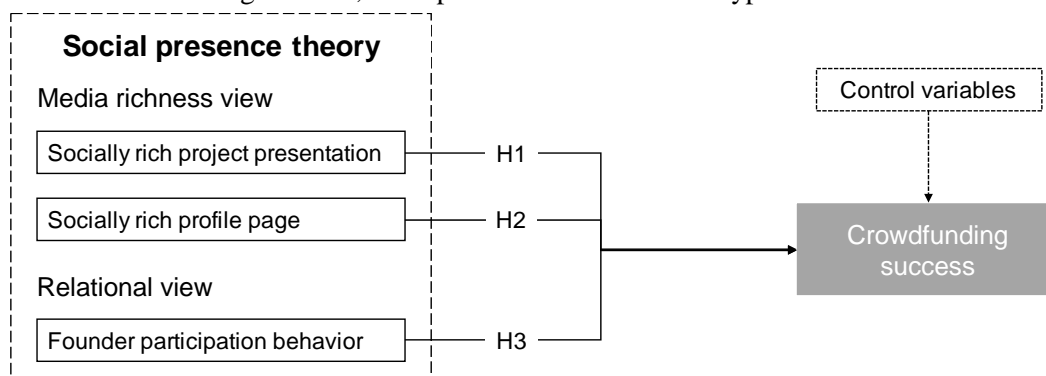 Social presence theory
Media richness view
Socially rich project presentation
H1
Socially rich profile page
H2
Relational view
Founder participation behavior
H3
Control variables
Crowdfunding
success